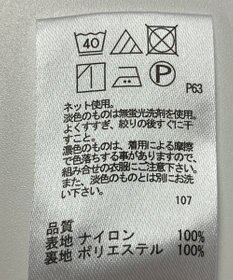 40
P
P63
ネット使用。
淡色のものは無蛍光洗剤を使用。
よくすすぎ、絞りの後すぐに干
すこと。
濃色のものは、着用による摩擦
で色落ちする事がありますので、
組み合せの衣服にご注意下さい。
また、淡色のものとは別にお洗
い下さい。
107
品質
表地 ナイロン 100%
裏地 ポリエステル 100%